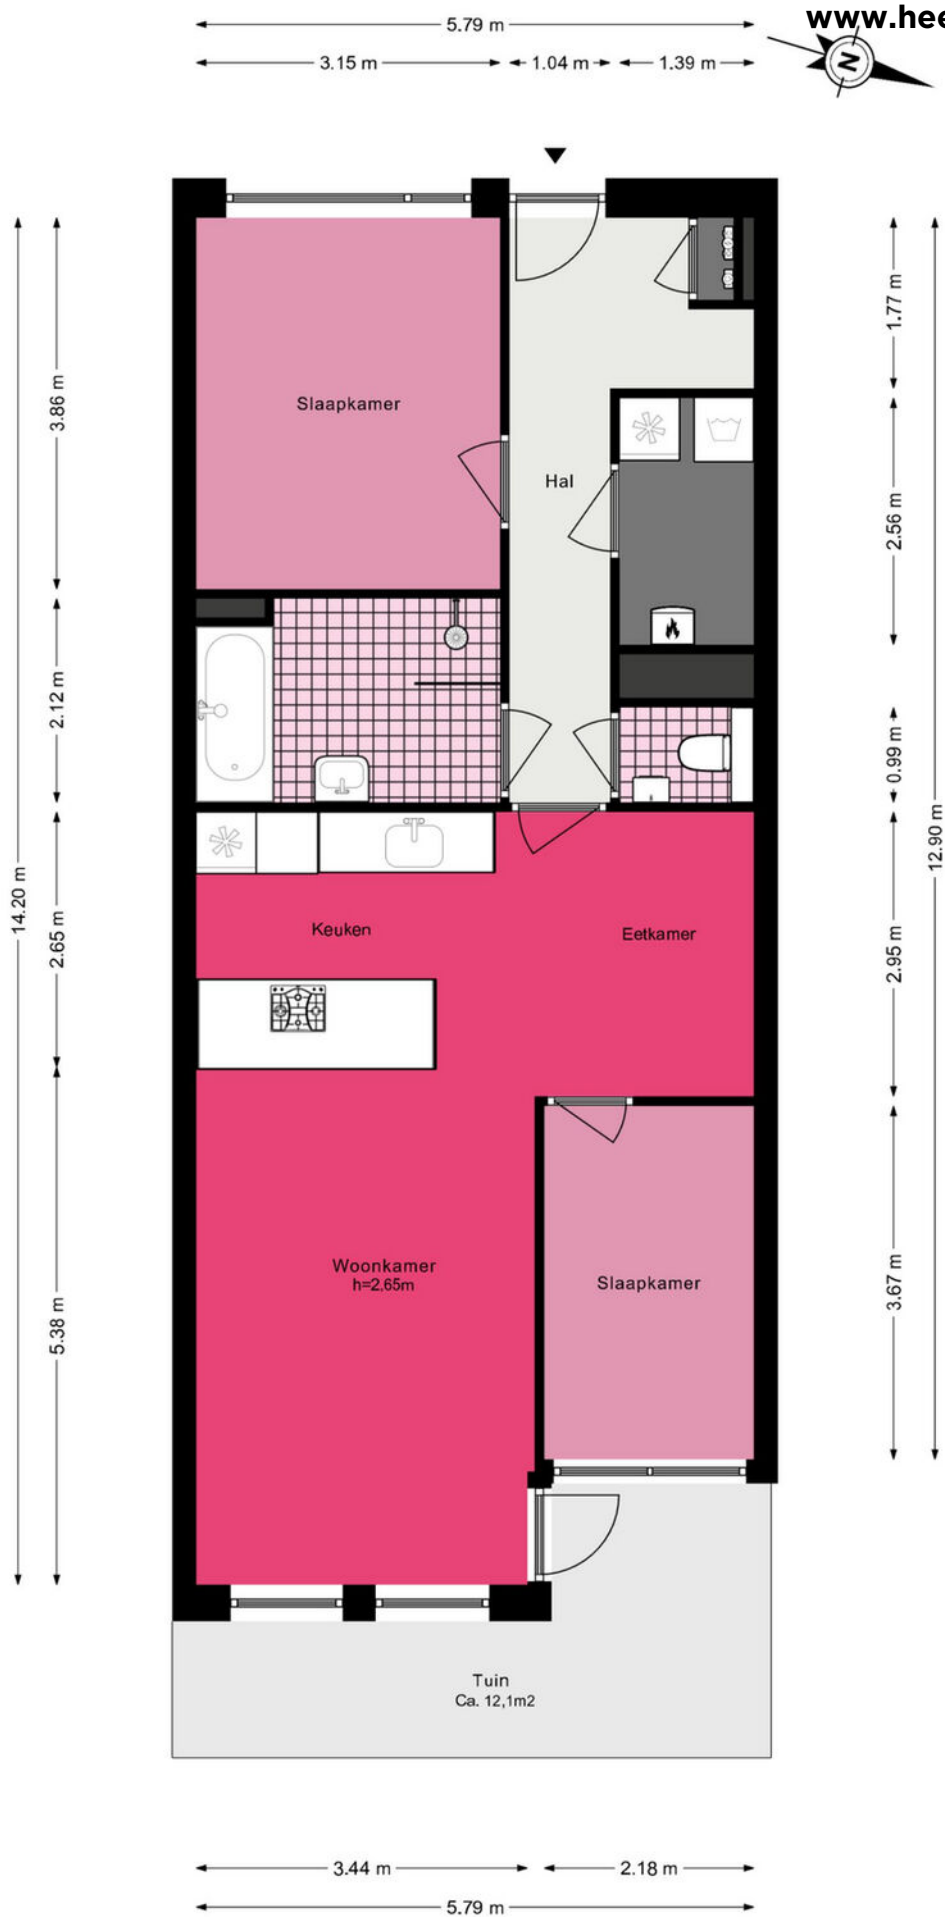 www.hee
5.79 m
3.15 m
1.04 m
1.39 m
N
Slaapkamer
Hal
Keuken
Eetkamer
Woonkamer
h=2.65m
Slaapkamer
Tuin
Ca. 12,1m2
14.20 m
3.86 m
2.12 m
2.65 m
5.38 m
1.77 m
2.56 m
0.99 m
2.95 m
3.67 m
12.90 m
3.44 m
2.18 m
5.79 m